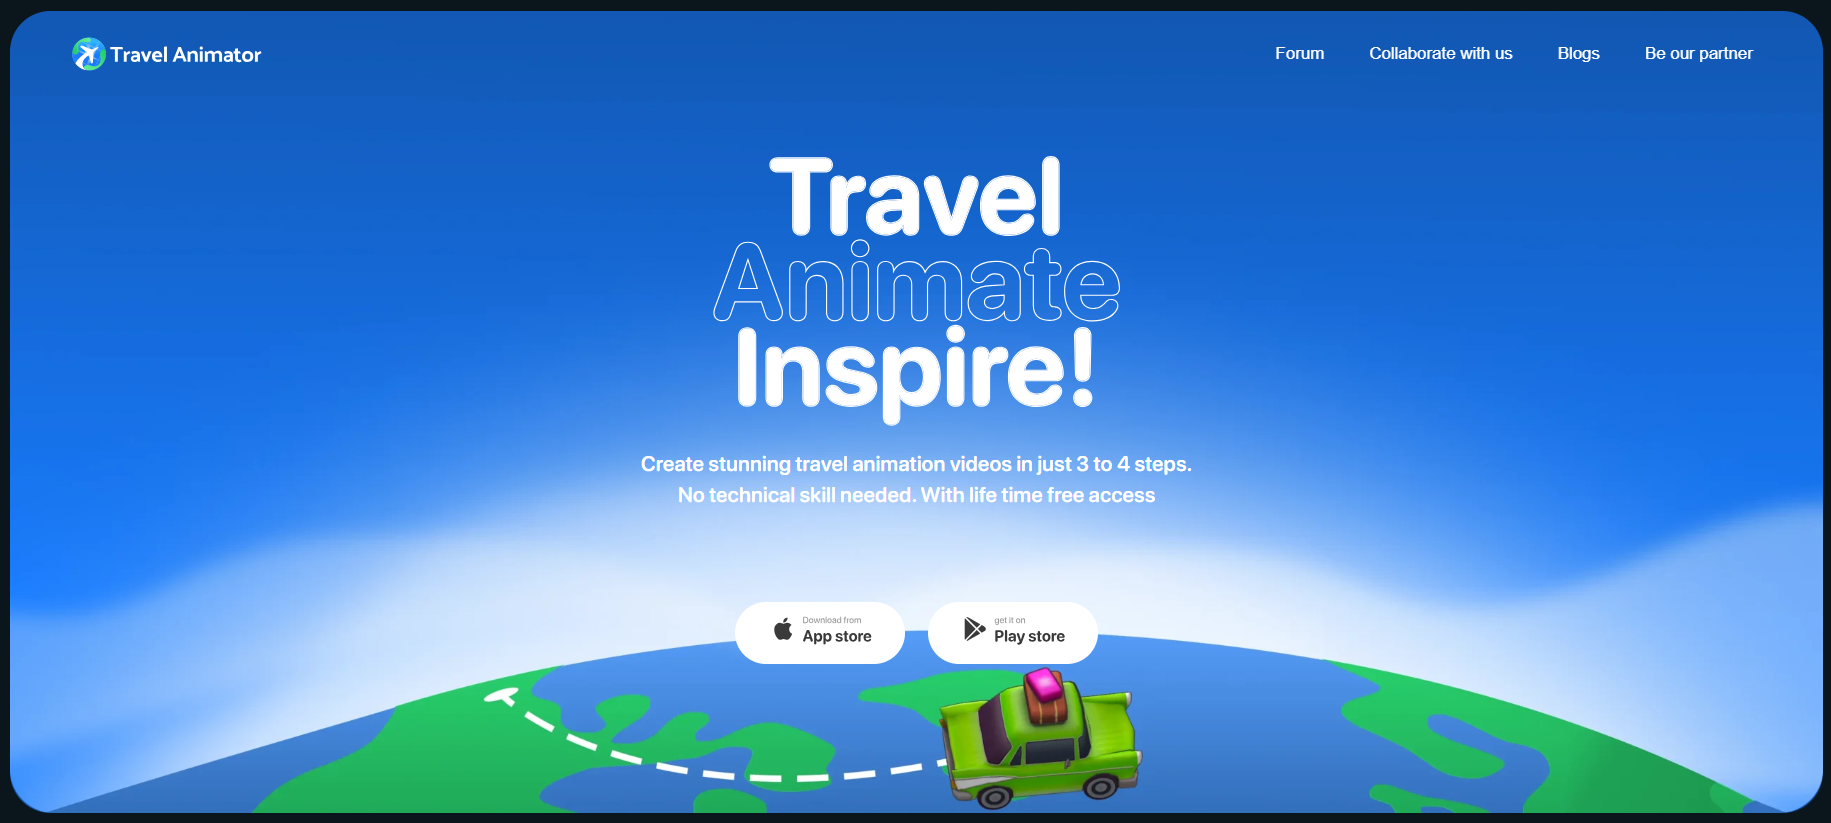 Travel Animator
Forum
Collaborate with us
Blogs
Be our partner
Travel
Animate
Inspire!
Create stunning travel animation videos in just 3 to 4 steps.
No technical skill needed. With life time free access
Download from
App store
get it on
Play store